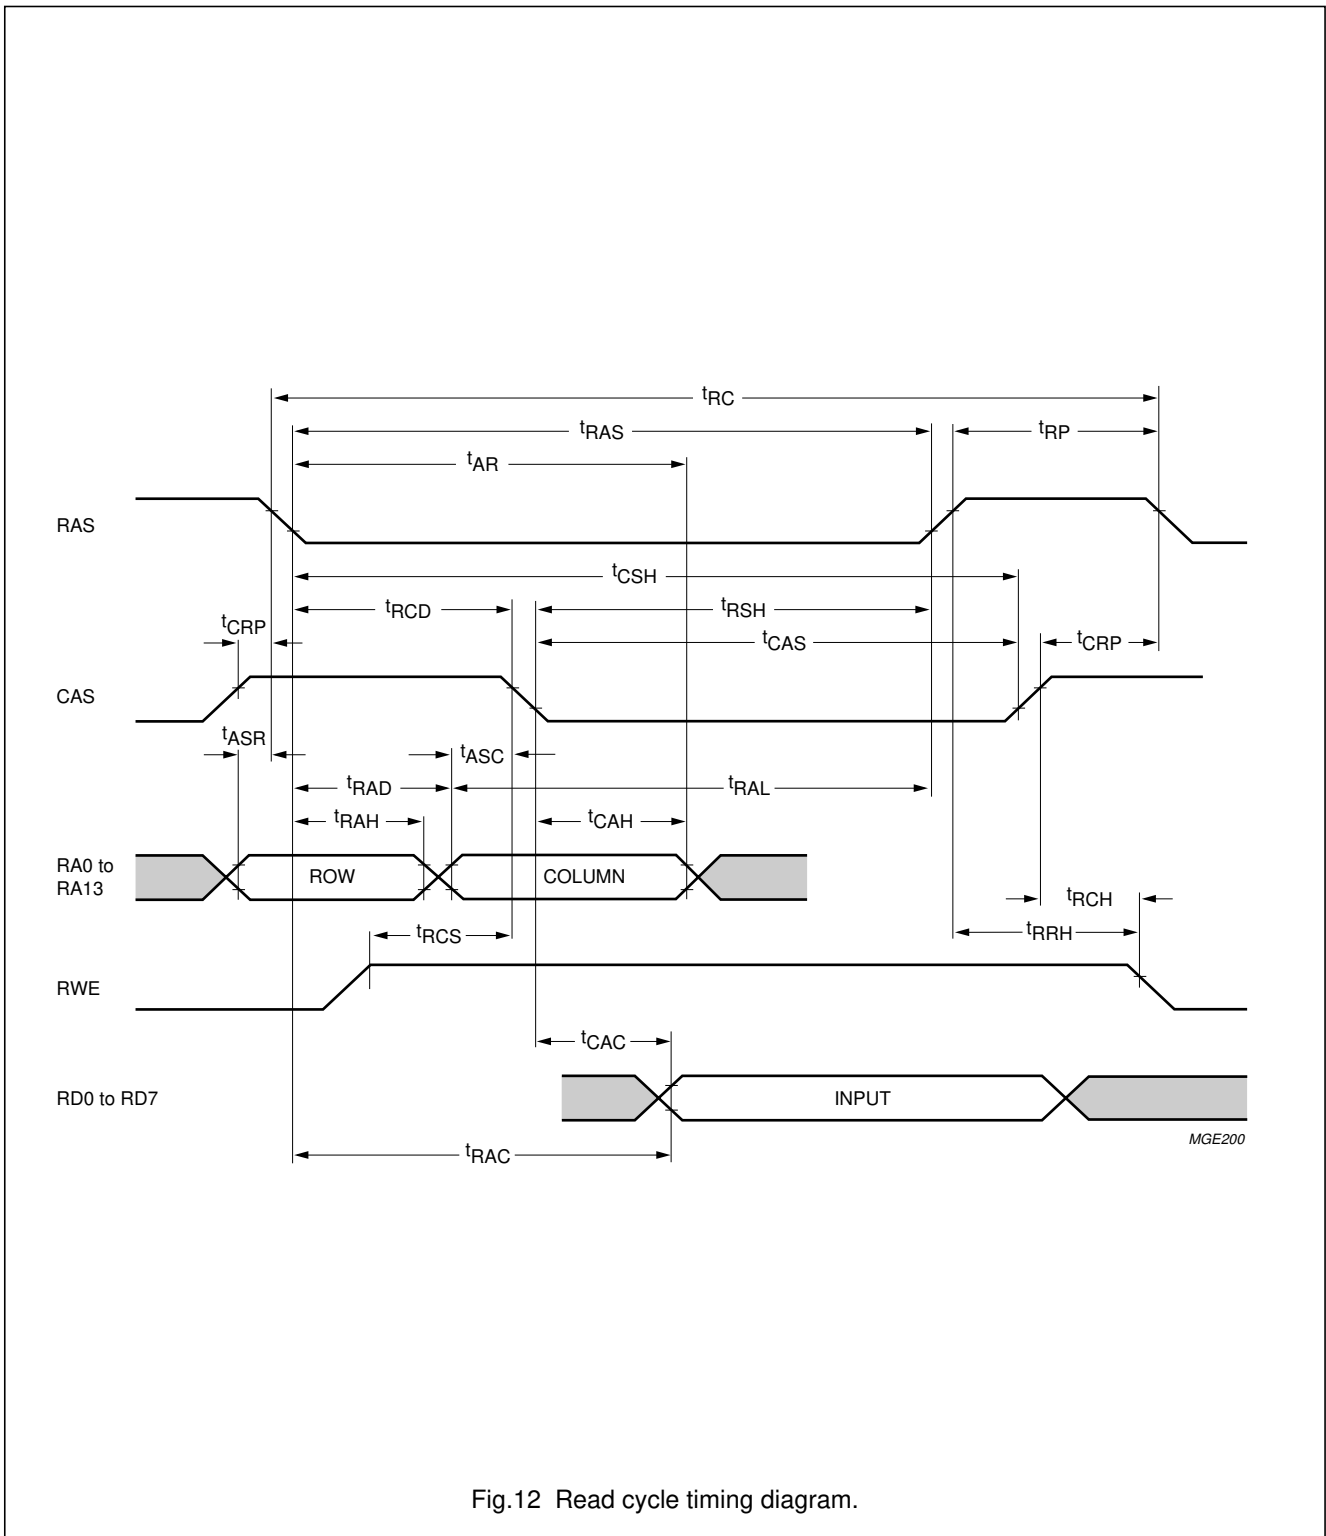 tRC
tRAS
tRP
tAR
RAS
tCSH
tRCD
tRSH
tCRP
tCAS
tCRP
CAS
tASR
tASC
tRAD
tRAL
tRAH
tCAH
RA0 to
RA13
ROW
COLUMN
tRCH
tRCS
tRRH
RWE
tCAC
RD0 to RD7
INPUT
MGE200
tRAC
Fig.12 Read cycle timing diagram.